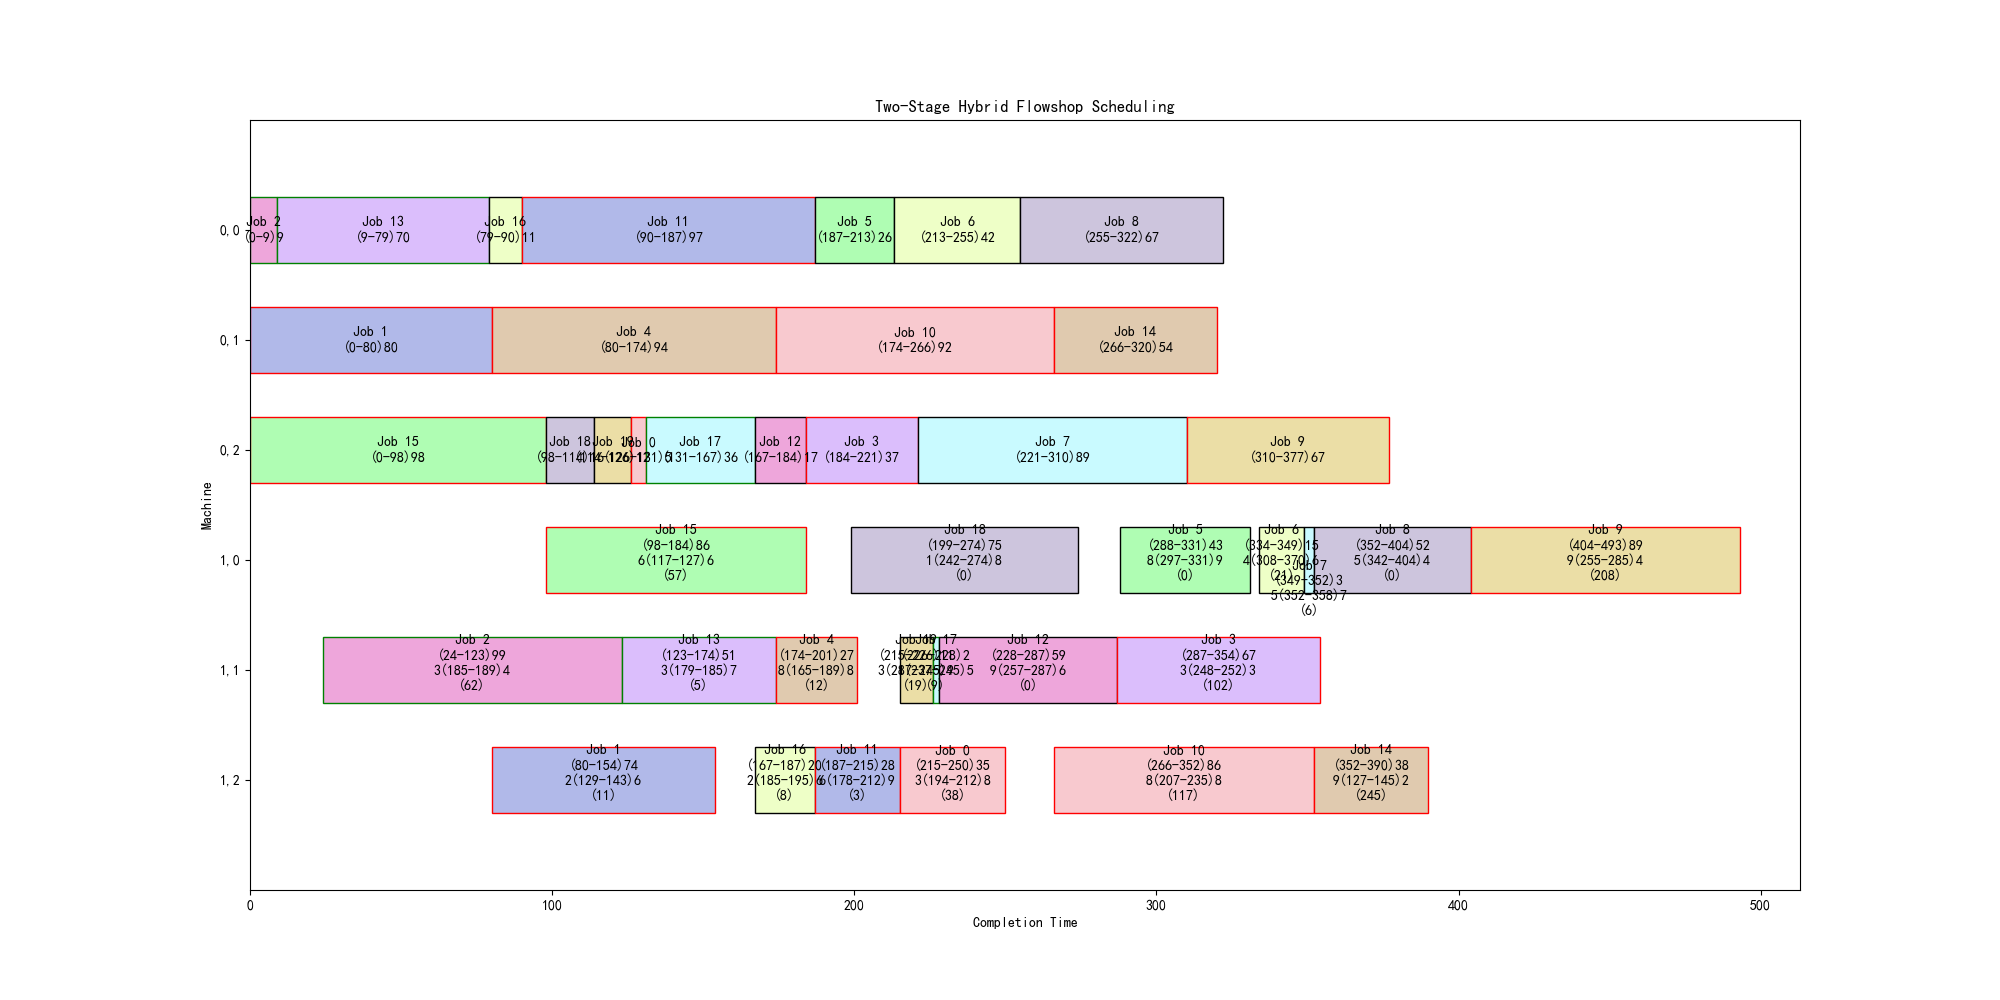 Two-Stage Hybrid Flowshop Scheduling
0,0
Job 2
(0-9)9
Job 13
(9-79)70
Job 16
(79-90)11
Job 11
(90-187)97
Job 5
(187-213)26
Job 6
(213-255)42
Job 8
(255-322)67
0,1
Job 1
(0-80)80
Job 4
(80-174)94
Job 10
(174-266)92
Job 14
(266-320)54
0,2
Job 15
(0-98)98
Job 18
(98-114)16
Job 19
(114-126)12
Job 0
(126-131)5
Job 17
(131-167)36
Job 12
(167-184)17
Job 3
(184-221)37
Job 7
(221-310)89
Job 9
(310-377)67
Machine
1,0
Job 15
(98-184)86
6(117-127)6
(57)
Job 18
(199-274)75
1(242-274)8
(0)
Job 5
(288-331)43
8(297-331)9
(0)
Job 6
(334-349)15
4(308-370)6
(21)
Job 7
(349-352)3
5(352-358)7
(6)
Job 8
(352-404)52
5(342-404)4
(0)
Job 9
(404-493)89
9(255-285)4
(208)
1,1
Job 2
(24-123)99
3(185-189)4
(62)
Job 13
(123-174)51
3(179-185)7
(5)
Job 4
(174-201)27
8(165-189)8
(12)
Job 19
(215-226)11
(19)
Job 17
(226-228)2
(9)
Job 12
(228-287)59
9(257-287)6
(0)
Job 3
(287-354)67
3(248-252)3
(102)
1,2
Job 1
(80-154)74
2(129-143)6
(11)
Job 16
(167-187)20
2(185-195)6
(8)
Job 11
(187-215)28
6(178-212)9
(3)
Job 0
(215-250)35
3(194-212)8
(38)
Job 10
(266-352)86
8(207-235)8
(117)
Job 14
(352-390)38
9(127-145)2
(245)
0
100
200
300
400
500
Completion Time